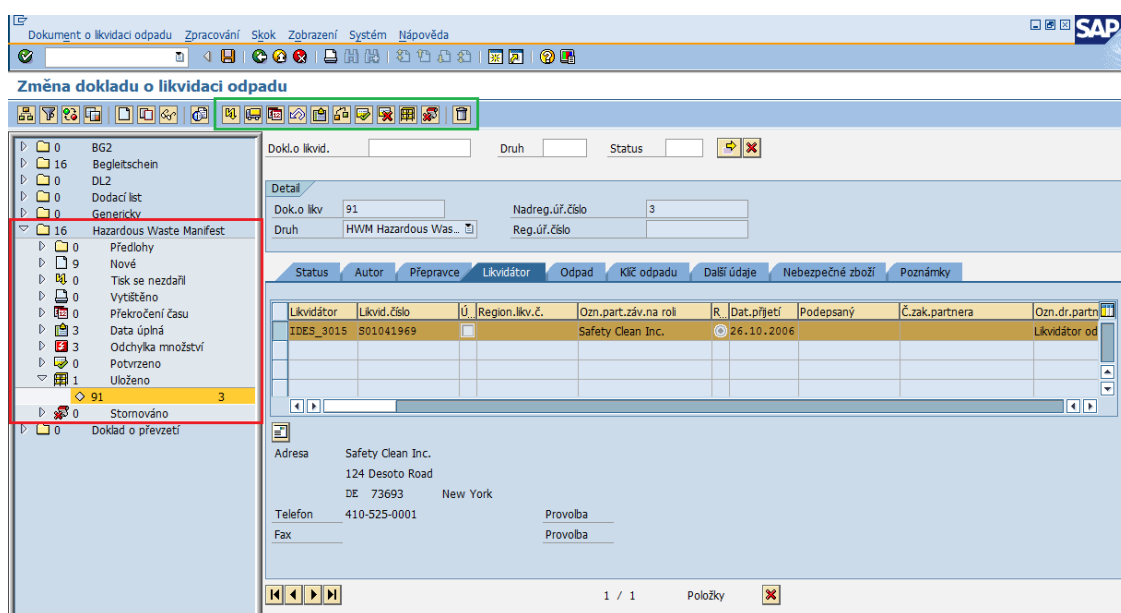 Dokument o likvidaci odpadu Zpracování Skok Zobrazení Systém Nápověda
SAP
Změna dokladu o likvidaci odpadu
0 BG2
16 Begleitschein
0 DL2
0 Dodací list
0 Genericky
16 Hazardous Waste Manifest
0 Předlohy
9 Nové
0 Tisk se nezdařil
0 Vytištěno
0 Překročení času
3 Data úplná
3 Odchylka množství
0 Potvrzeno
1 Uloženo
91 3
0 Stornováno
0 Doklad o převzetí
Dokl.o likvid. Druh Status
Detail
Dok.o likv 91 Nadreg.úř.číslo 3
Druh HWM Hazardous Was… Reg.úř.číslo
Status Autor Přepravce Likvidátor Odpad Klíč odpadu Další údaje Nebezpečné zboží Poznámky
Likvidátor Likvid.číslo Ú.. Region.likv.č. Ozn.part.záv.na roli R.. Dat.přijetí Podepsaný Č.zak.partnera Ozn.dr.partn
IDES_3015 S01041969 Safety Clean Inc. 26.10.2006 Likvidátor od
Adresa Safety Clean Inc.
124 Desoto Road
DE 73693 New York
Telefon 410-525-0001 Provolba
Fax Provolba
1 / 1 Položky